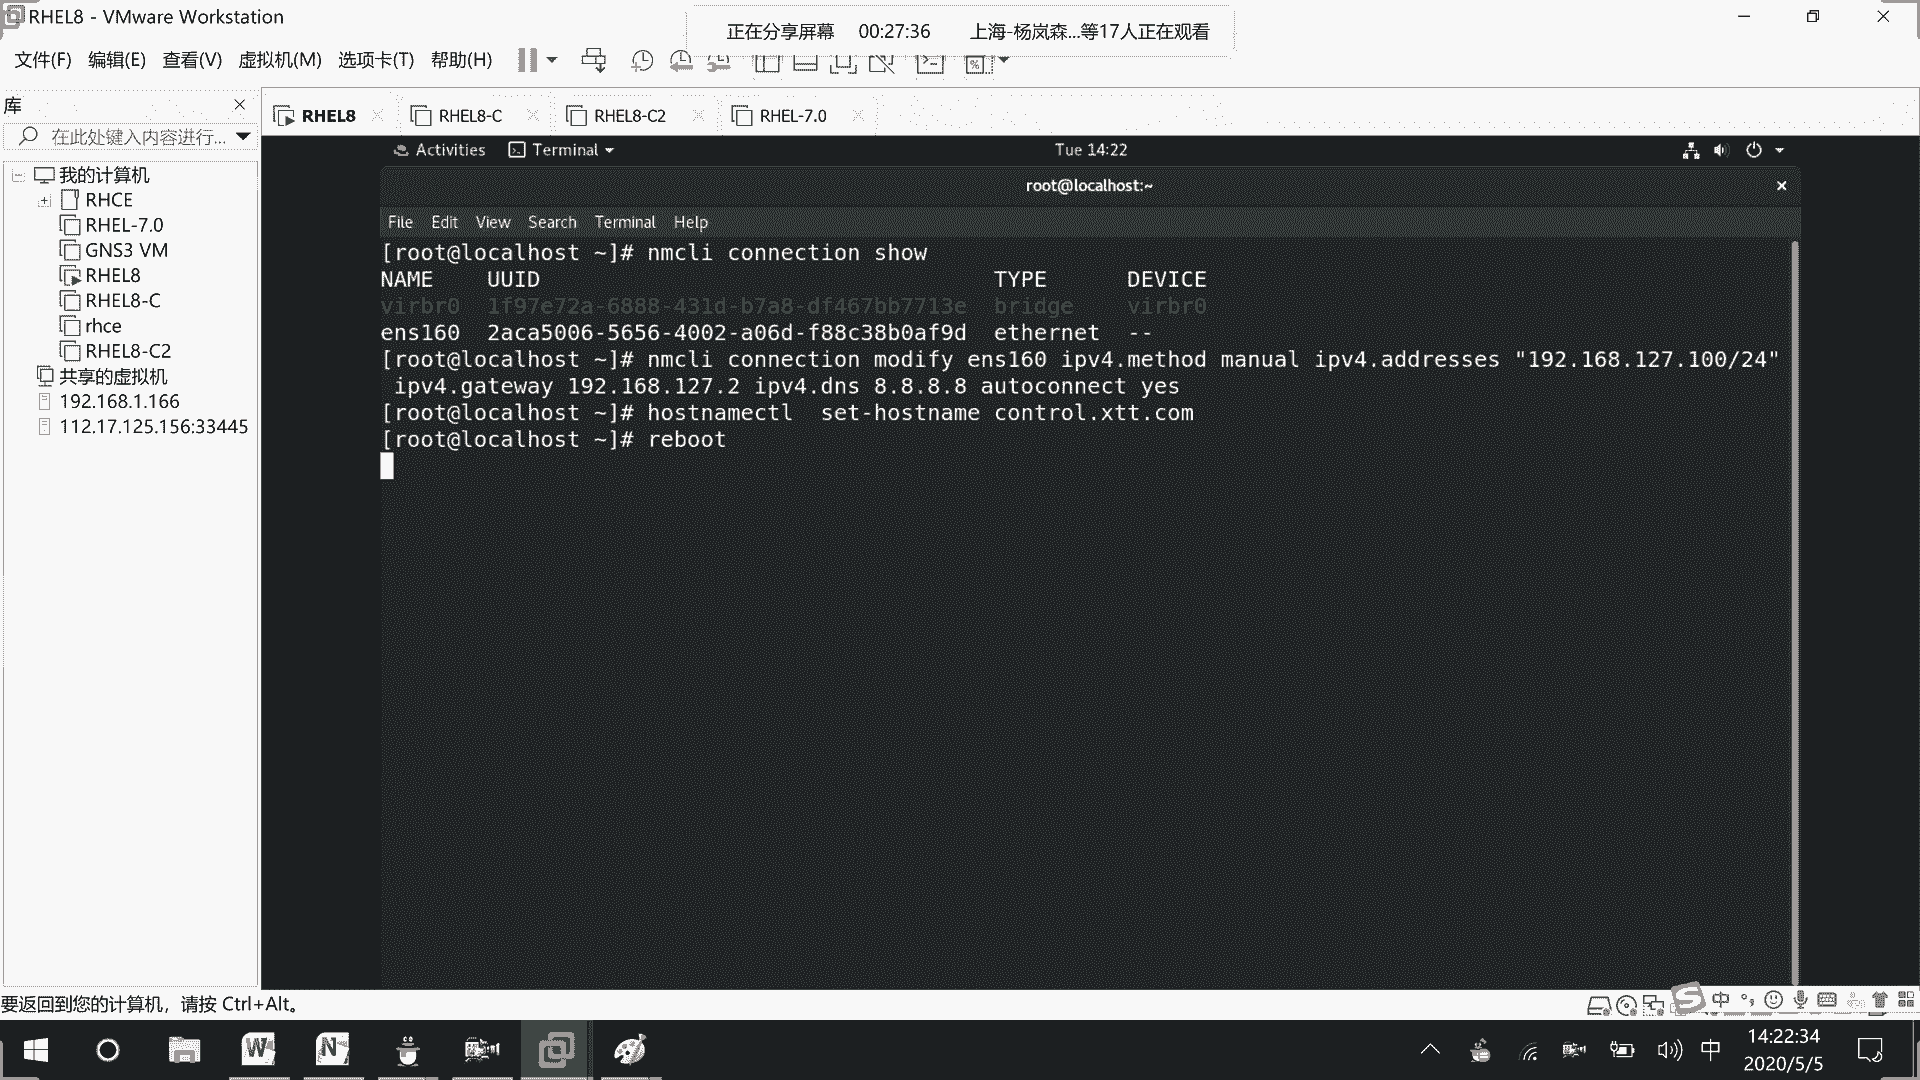 RHEL8 - VMware Workstation
正在分享屏幕 00:27:36 上海-杨岚森...等17人正在观看
文件(F) 编辑(E) 查看(V) 虚拟机(M) 选项卡(T) 帮助(H)
库
在此处键入内容进行...
我的计算机
RHCE
RHEL-7.0
GNS3 VM
RHEL8
RHEL8-C
rhce
RHEL8-C2
共享的虚拟机
192.168.1.166
112.17.125.156:33445
RHEL8 RHEL8-C RHEL8-C2 RHEL-7.0
Activities Terminal Tue 14:22
root@localhost:~
File Edit View Search Terminal Help
[root@localhost ~]# nmcli connection show
NAME UUID TYPE DEVICE
virbr0 1f97e72a-6888-431d-b7a8-df467bb7713e bridge virbr0
ens160 2aca5006-5656-4002-a06d-f88c38b0af9d ethernet --
[root@localhost ~]# nmcli connection modify ens160 ipv4.method manual ipv4.addresses "192.168.127.100/24"
ipv4.gateway 192.168.127.2 ipv4.dns 8.8.8.8 autoconnect yes
[root@localhost ~]# hostnamectl  set-hostname control.xtt.com
[root@localhost ~]# reboot
要返回到您的计算机，请按 Ctrl+Alt。
中
中
14:22:34
2020/5/5